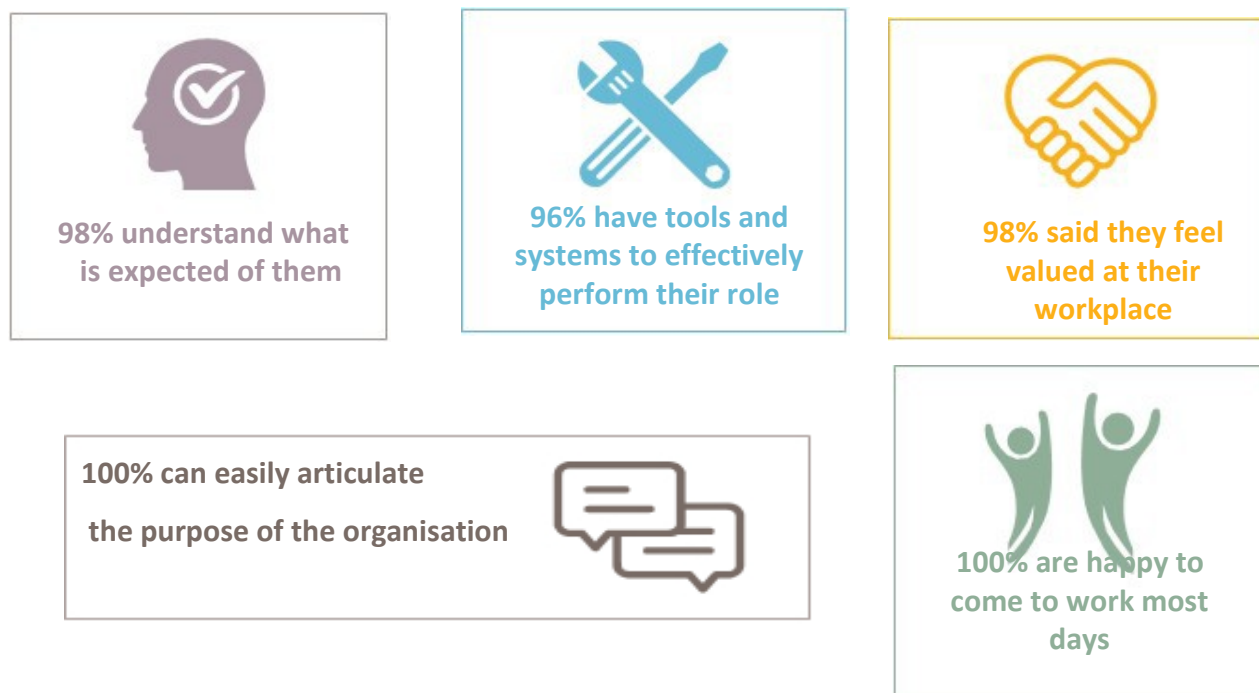 98% understand what
is expected of them
96% have tools and
systems to effectively
perform their role
98% said they feel
valued at their
workplace
100% can easily articulate
the purpose of the organisation
100% are happy to
come to work most
days